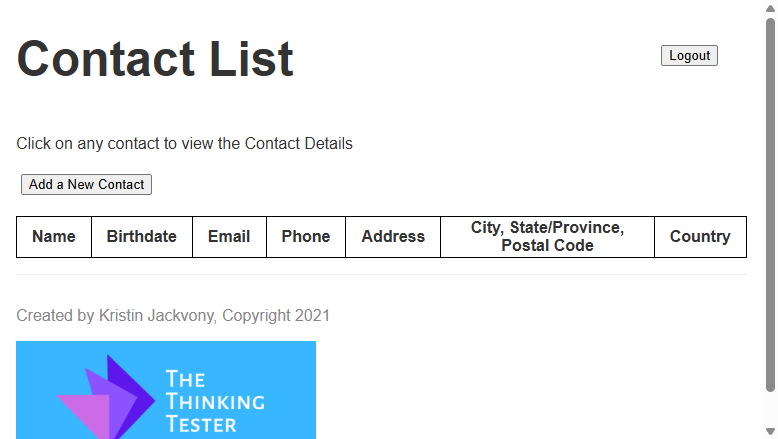 Contact List
Logout
Click on any contact to view the Contact Details
Add a New Contact
Name Birthdate Email Phone Address City, State/Province, Postal Code Country
Created by Kristin Jackvony, Copyright 2021
THE
THINKING
TESTER